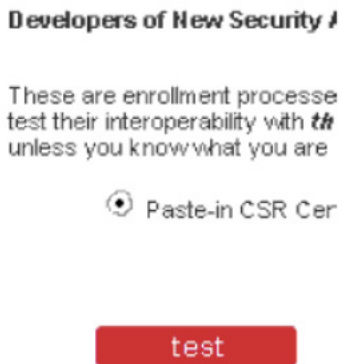 Developers of New Security
These are enrollment processe
test their interoperability with th
unless you know what you are
Paste-in CSR Cer
test